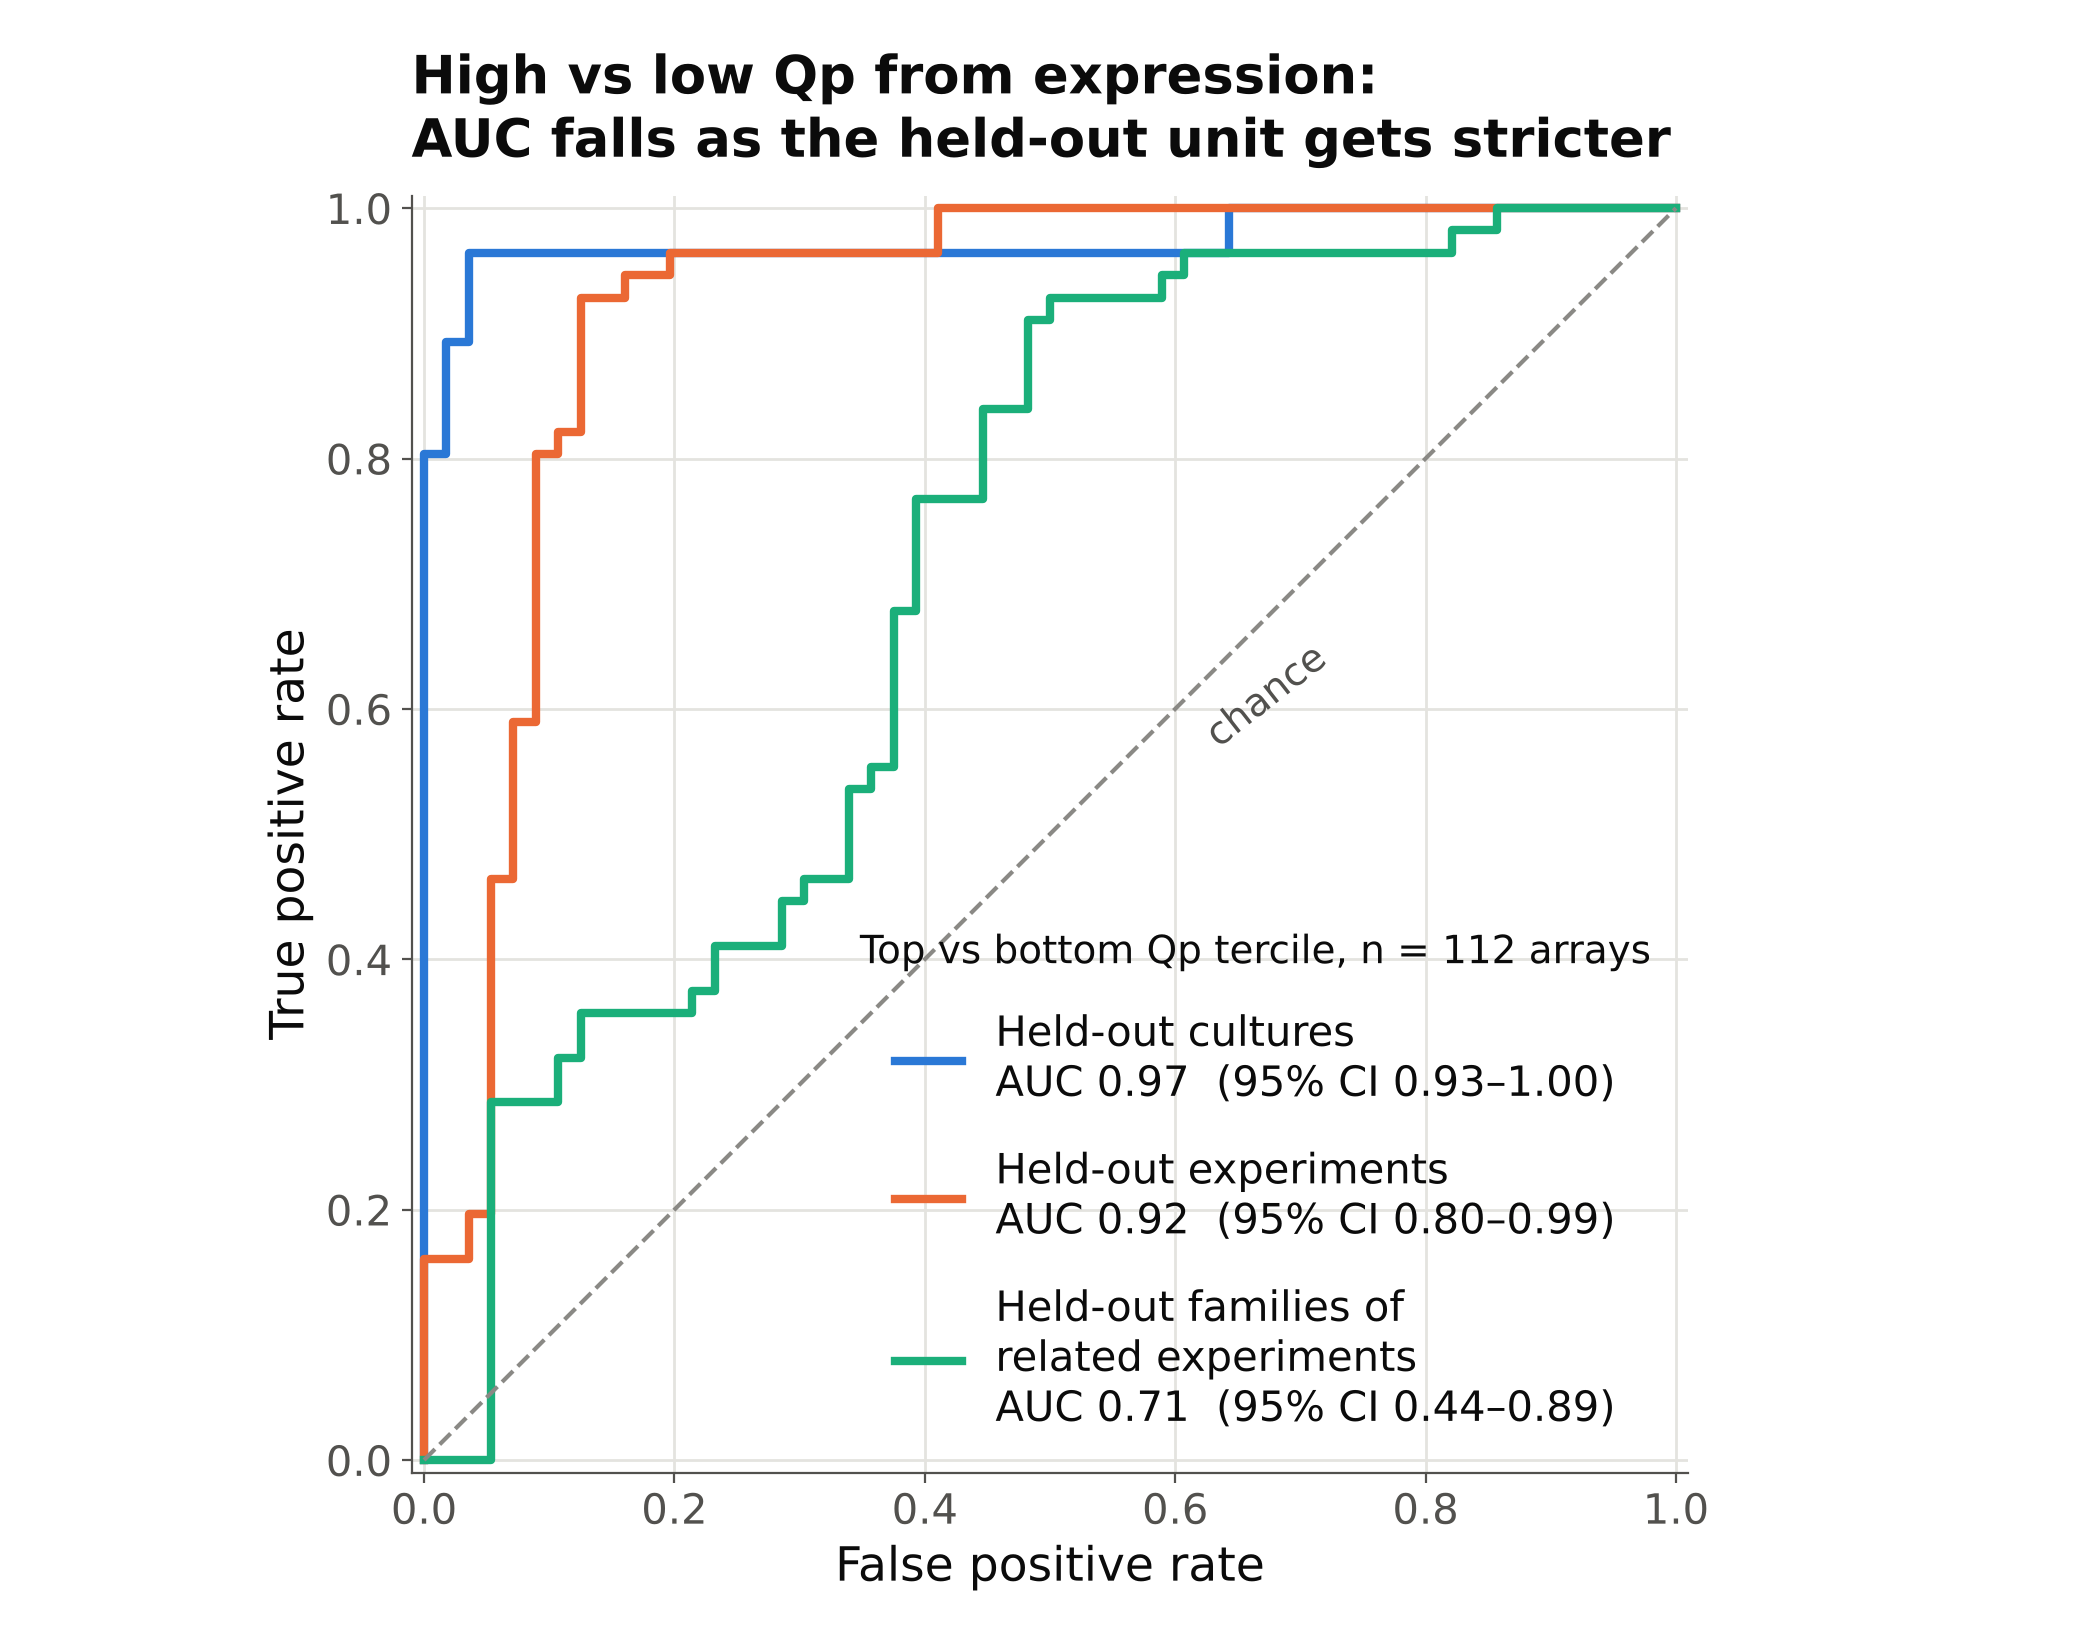 High vs low Qp from expression:
AUC falls as the held-out unit gets stricter
1.0
0.8
0.6
0.4
0.2
0.0
True positive rate
chance
Top vs bottom Qp tercile, n = 112 arrays
Held-out cultures
AUC 0.97  (95% CI 0.93–1.00)
Held-out experiments
AUC 0.92  (95% CI 0.80–0.99)
Held-out families of
related experiments
AUC 0.71  (95% CI 0.44–0.89)
0.0 0.2 0.4 0.6 0.8 1.0
False positive rate